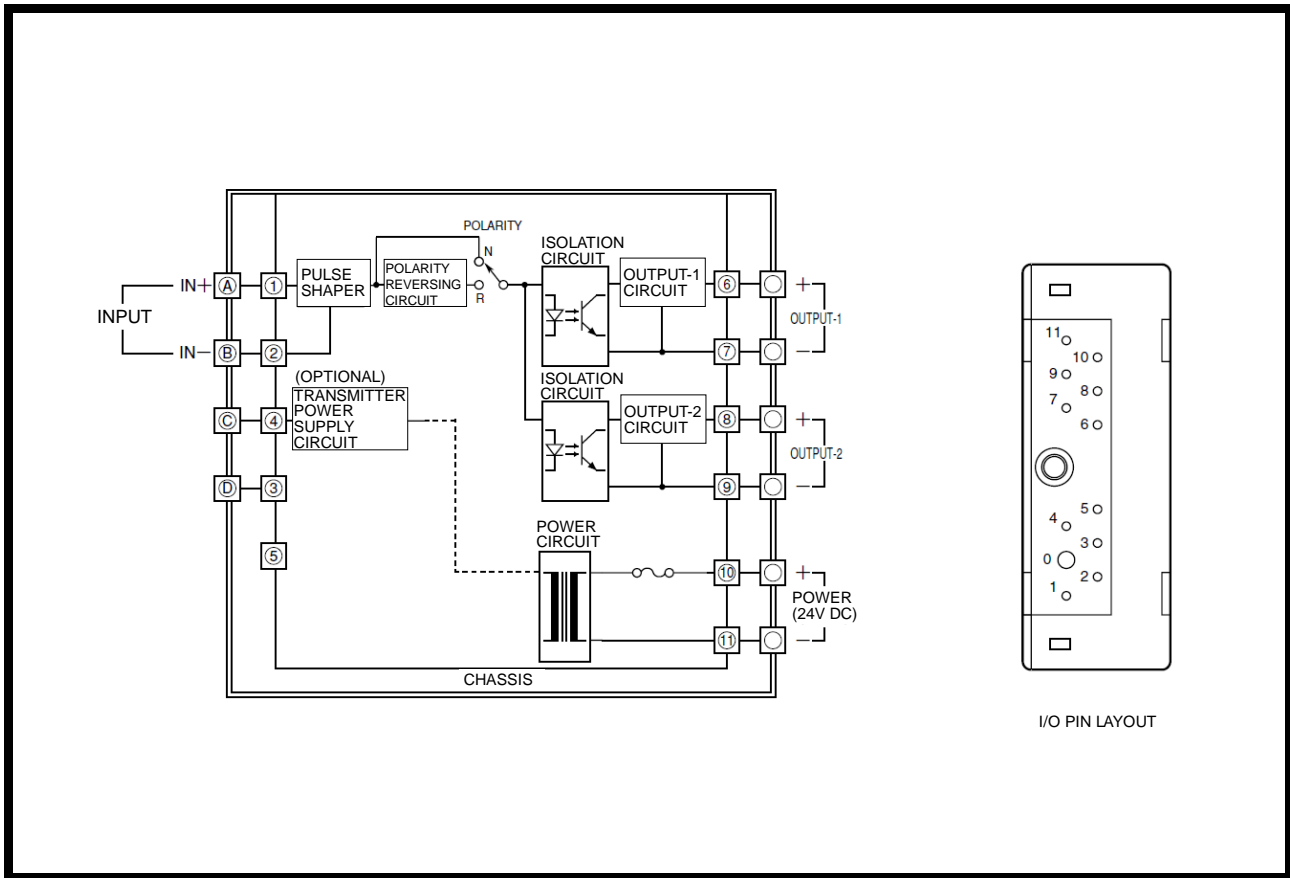 POLARITY
N
R
IN+
IN−
INPUT
Ⓐ
①
Ⓑ
②
Ⓒ
④
Ⓓ
③
⑤
PULSE
SHAPER
POLARITY
REVERSING
CIRCUIT
(OPTIONAL)
TRANSMITTER
POWER
SUPPLY
CIRCUIT
ISOLATION
CIRCUIT
OUTPUT-1
CIRCUIT
⑥
+
OUTPUT-1
⑦
−
ISOLATION
CIRCUIT
OUTPUT-2
CIRCUIT
⑧
+
OUTPUT-2
⑨
−
POWER
CIRCUIT
⑩
+
POWER
(24V DC)
⑪
−
CHASSIS
11
10
9
8
7
6
5
4
3
0
2
1
I/O PIN LAYOUT